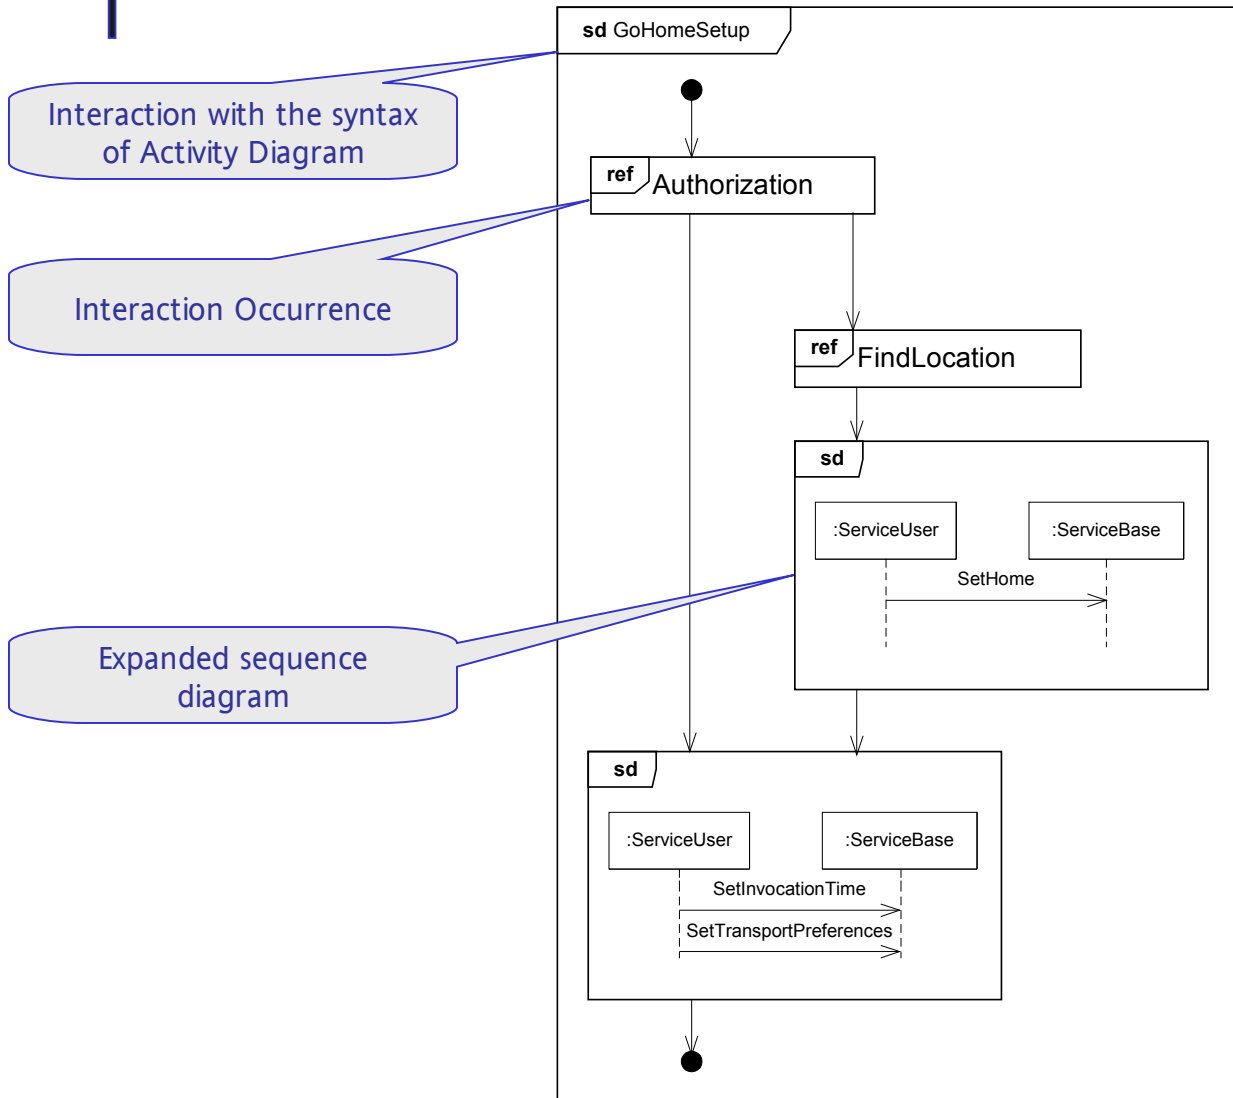 sd GoHomeSetup
Interaction with the syntax
of Activity Diagram
ref Authorization
Interaction Occurrence
ref FindLocation
sd
:ServiceUser :ServiceBase
SetHome
Expanded sequence
diagram
sd
:ServiceUser :ServiceBase
SetInvocationTime
SetTransportPreferences